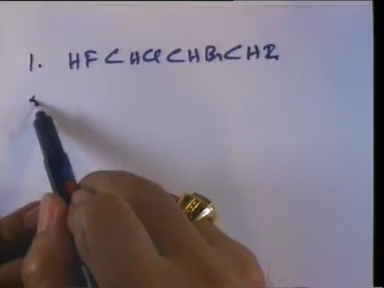 1. HF < HCl < HBr < HI